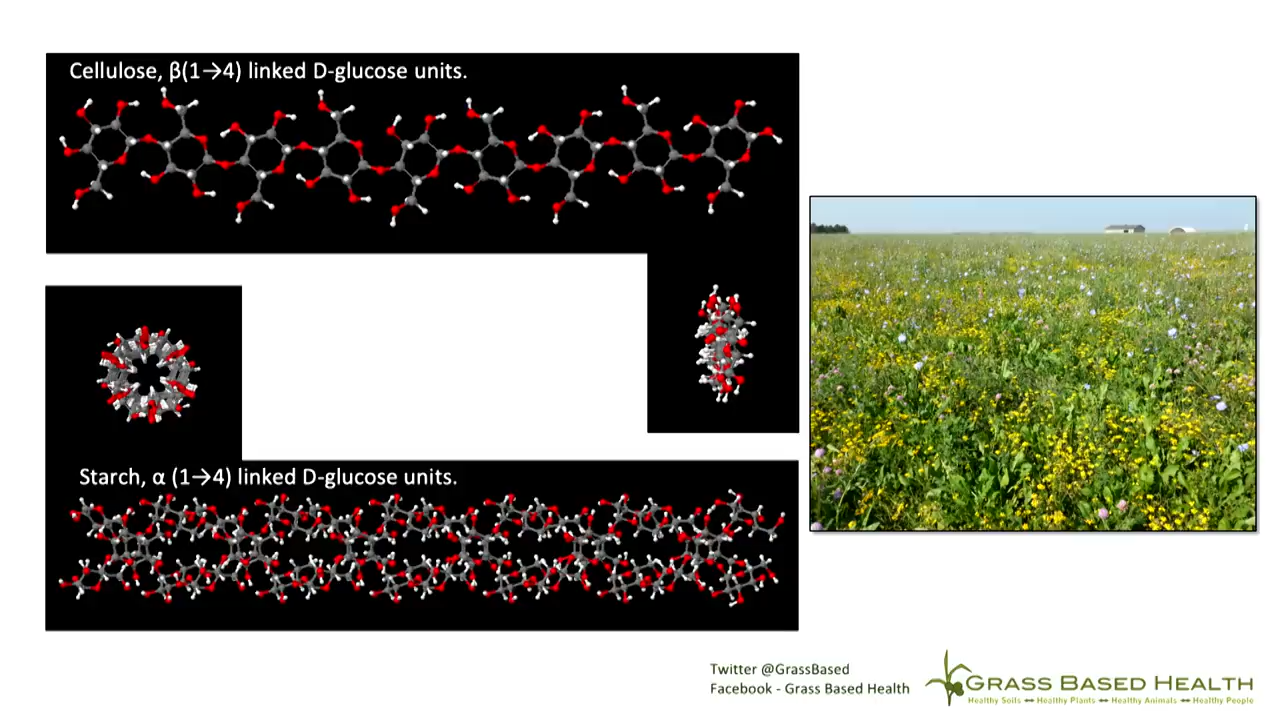 Cellulose, β(1→4) linked D-glucose units.
Starch, α (1→4) linked D-glucose units.
Twitter @GrassBased
Facebook - Grass Based Health
GRASS BASED HEALTH
Healthy Soils ↔ Healthy Plants ↔ Healthy Animals ↔ Healthy People